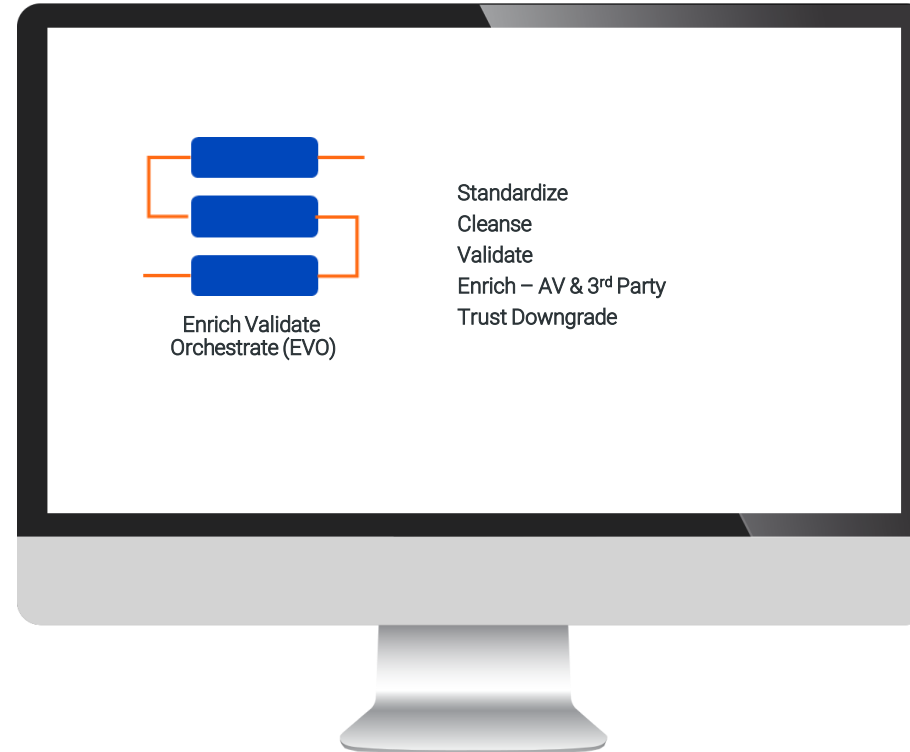 Enrich Validate
Orchestrate (EVO)
Standardize
Cleanse
Validate
Enrich – AV & 3rd Party
Trust Downgrade